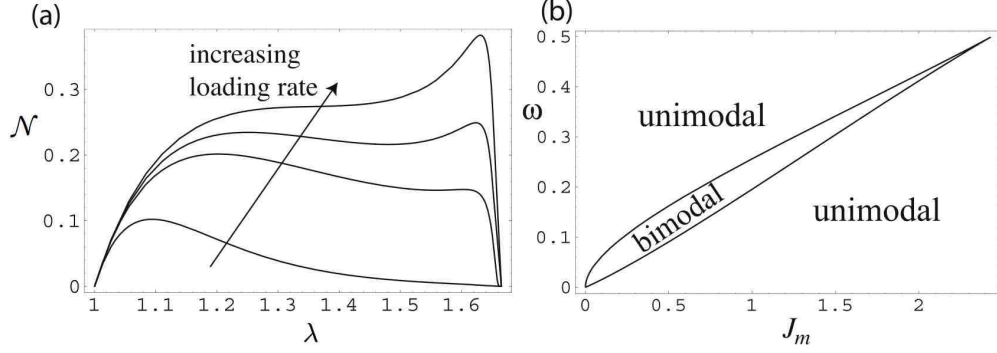 (a)
increasing
loading rate
0.3
0.2
0.1
0
𝒩
1 1.1 1.2 1.3 1.4 1.5 1.6
λ
(b)
0.5
0.4
0.3
0.2
0.1
0
ω
unimodal
bimodal
unimodal
0 0.5 1 1.5 2
J_m